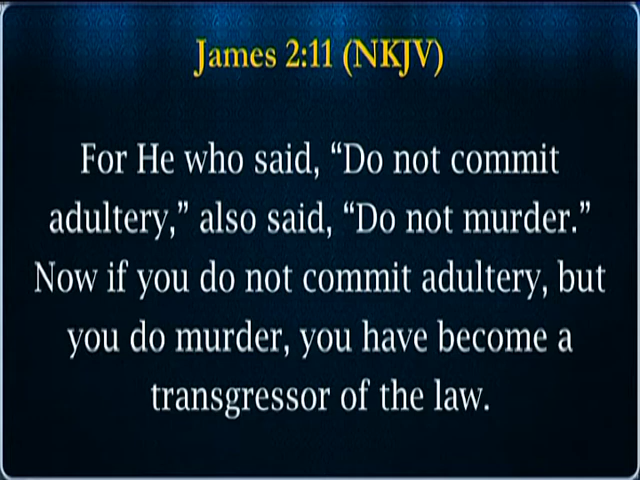 James 2:11 (NKJV)
For He who said, “Do not commit
adultery,” also said, “Do not murder.”
Now if you do not commit adultery, but
you do murder, you have become a
transgressor of the law.